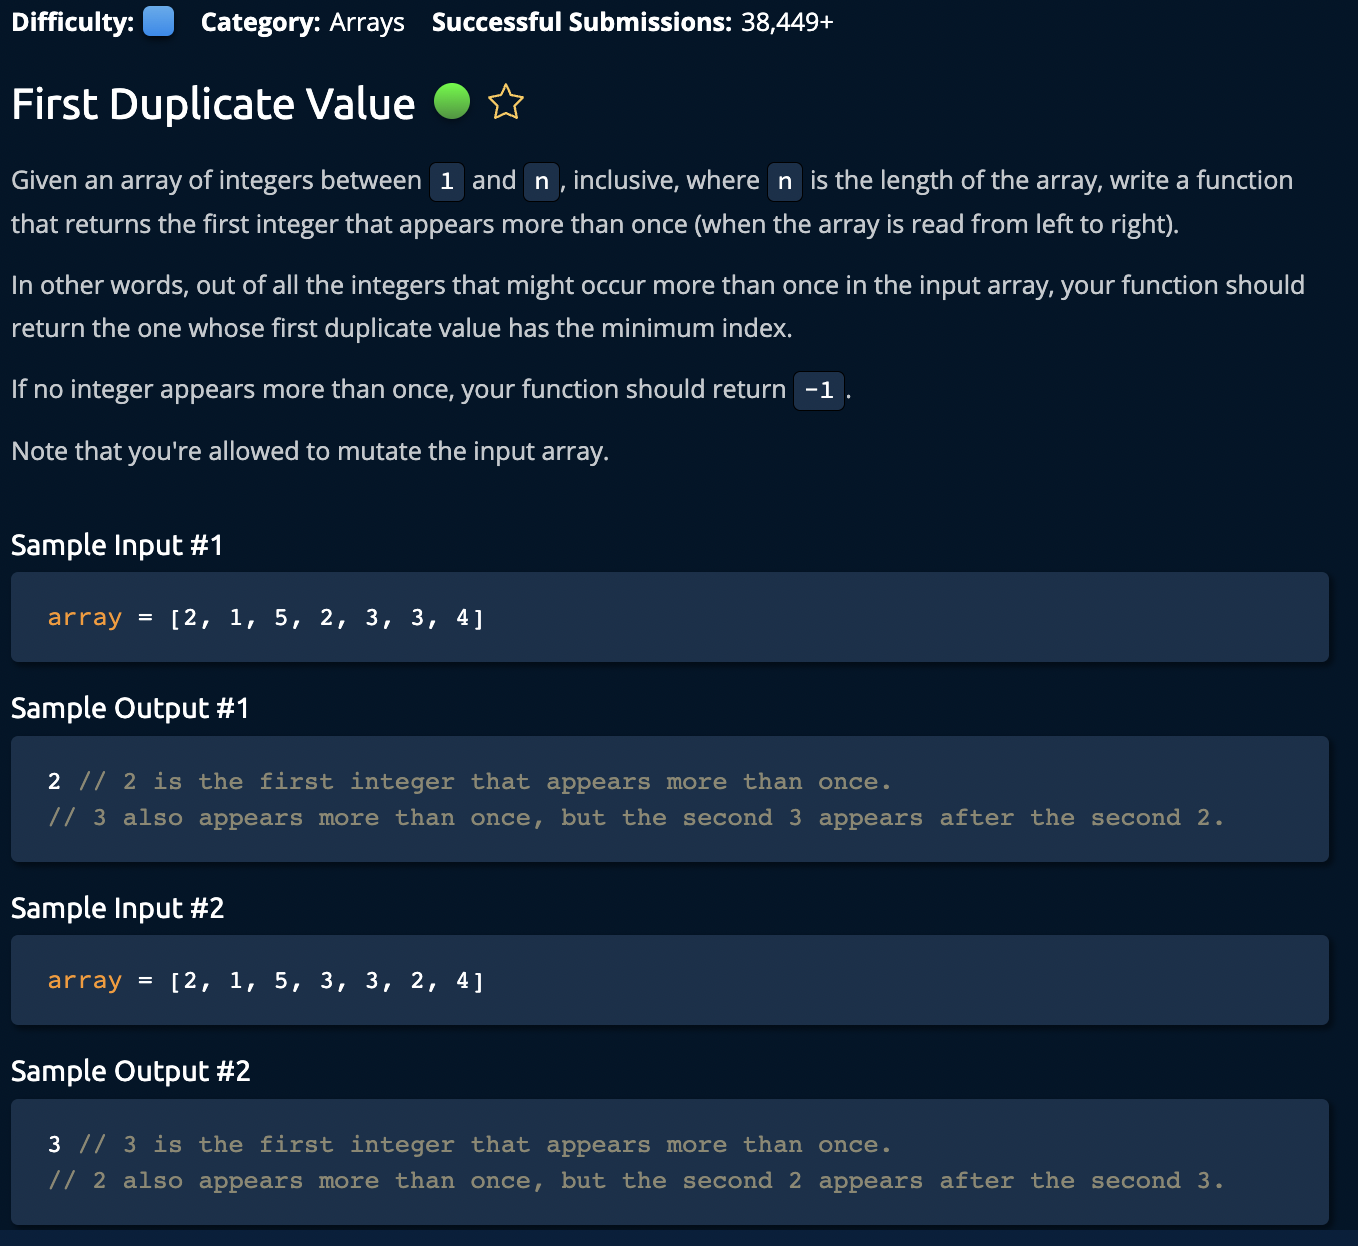 Difficulty: Category: Arrays Successful Submissions: 38,449+
First Duplicate Value
Given an array of integers between 1 and n, inclusive, where n is the length of the array, write a function
that returns the first integer that appears more than once (when the array is read from left to right).
In other words, out of all the integers that might occur more than once in the input array, your function should
return the one whose first duplicate value has the minimum index.
If no integer appears more than once, your function should return -1.
Note that you're allowed to mutate the input array.
Sample Input #1
array = [2, 1, 5, 2, 3, 3, 4]
Sample Output #1
2 // 2 is the first integer that appears more than once.
// 3 also appears more than once, but the second 3 appears after the second 2.
Sample Input #2
array = [2, 1, 5, 3, 3, 2, 4]
Sample Output #2
3 // 3 is the first integer that appears more than once.
// 2 also appears more than once, but the second 2 appears after the second 3.